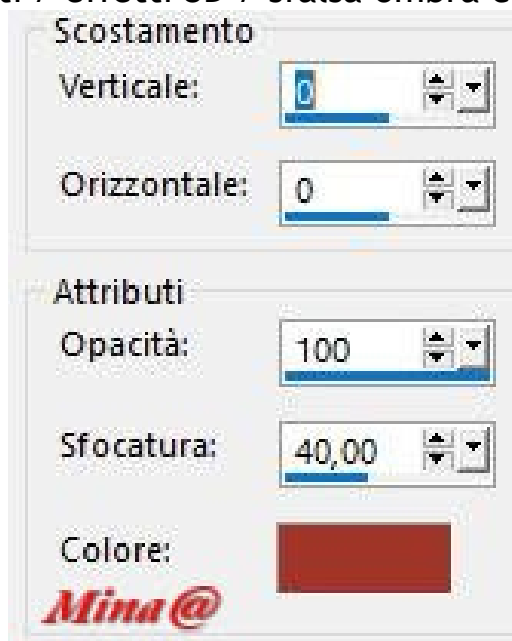 Scostamento
Verticale: 0
Orizzontale: 0
Attributi
Opacità: 100
Sfocatura: 40,00
Colore:
Mina@